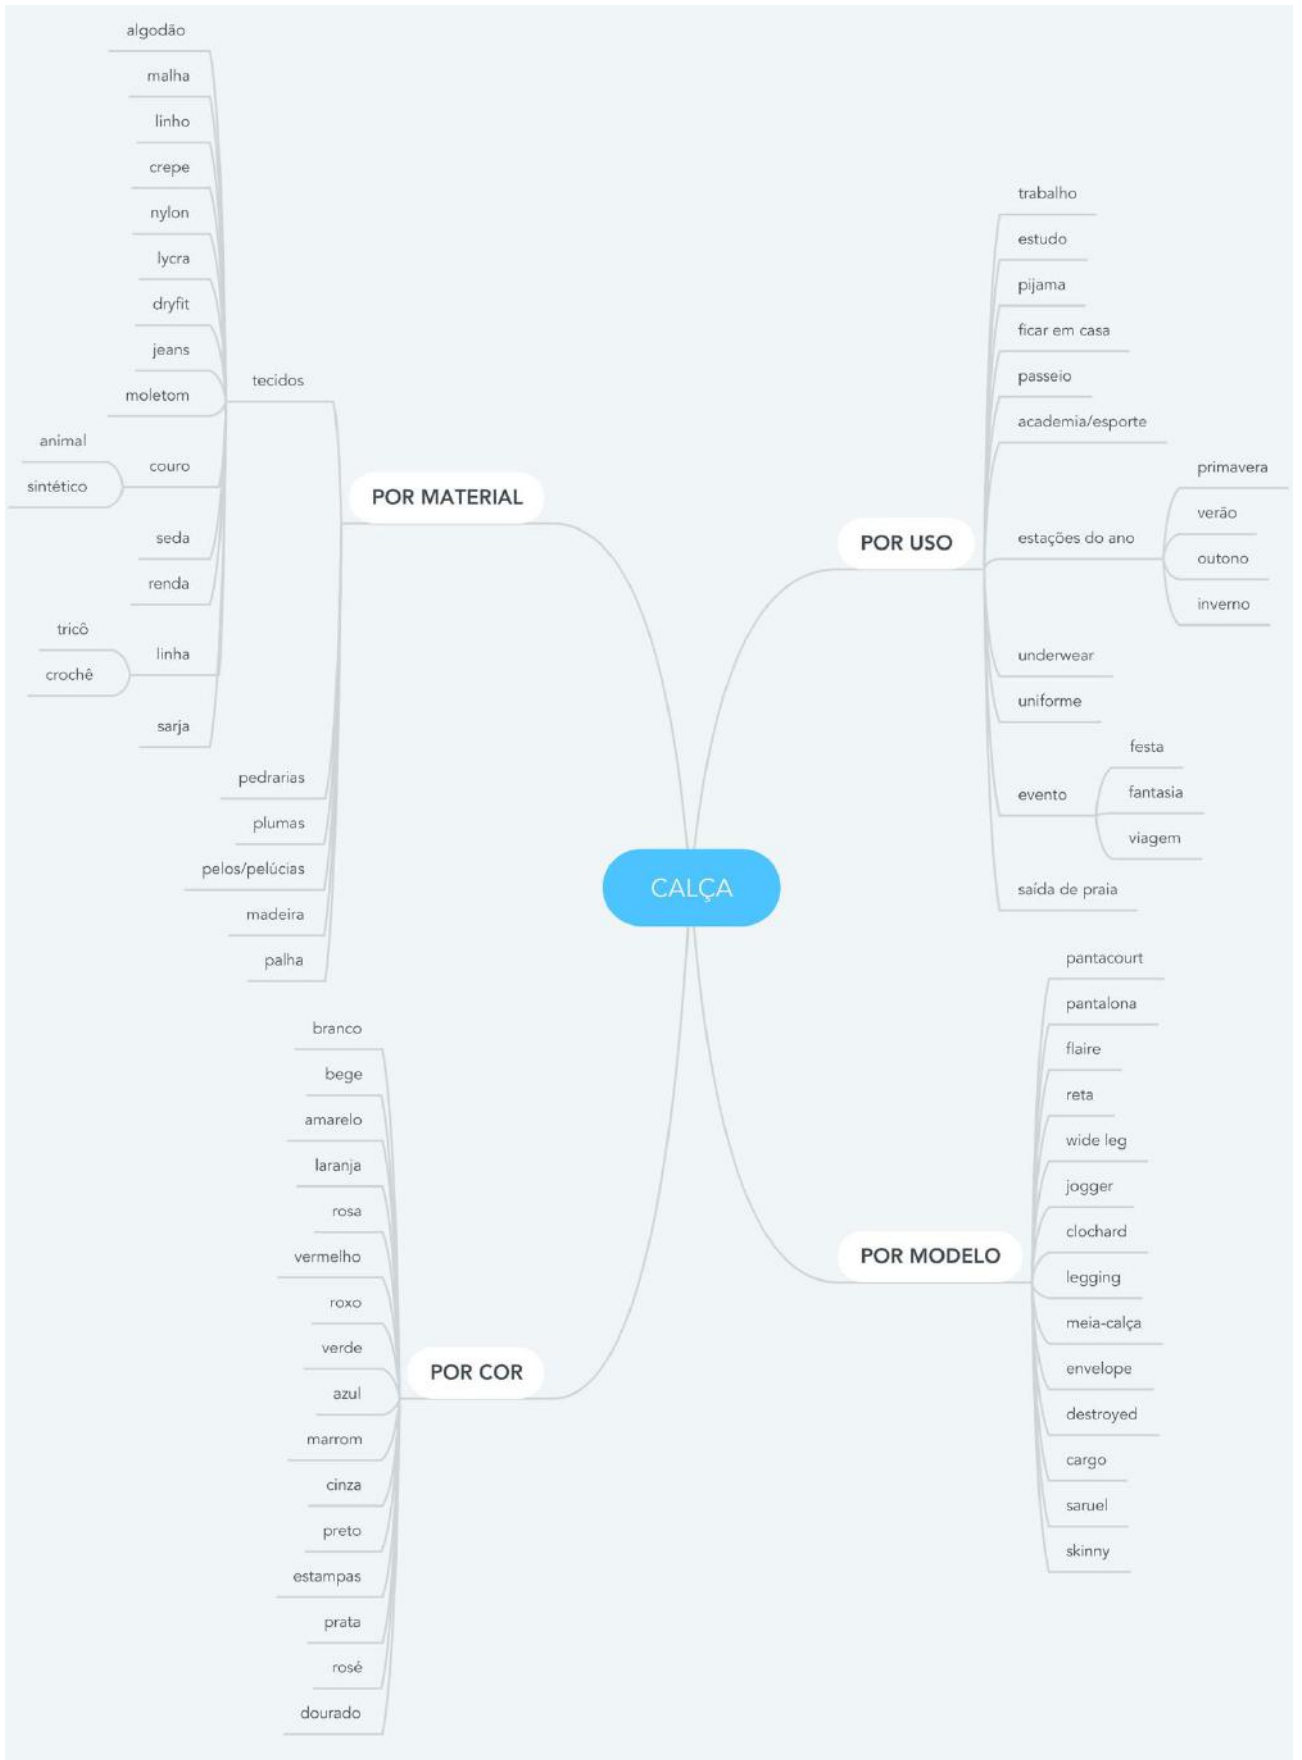 CALÇA
POR MATERIAL
tecidos
algodão
malha
linho
crepe
nylon
lycra
dryfit
jeans
moletom
couro
animal
sintético
seda
renda
linha
tricô
crochê
sarja
pedrarias
plumas
pelos/pelúcias
madeira
palha
POR COR
branco
bege
amarelo
laranja
rosa
vermelho
roxo
verde
azul
marrom
cinza
preto
estampas
prata
rosé
dourado
POR USO
trabalho
estudo
pijama
ficar em casa
passeio
academia/esporte
estações do ano
primavera
verão
outono
inverno
underwear
uniforme
evento
festa
fantasia
viagem
saída de praia
POR MODELO
pantacourt
pantalona
flaire
reta
wide leg
jogger
clochard
legging
meia-calça
envelope
destroyed
cargo
saruel
skinny